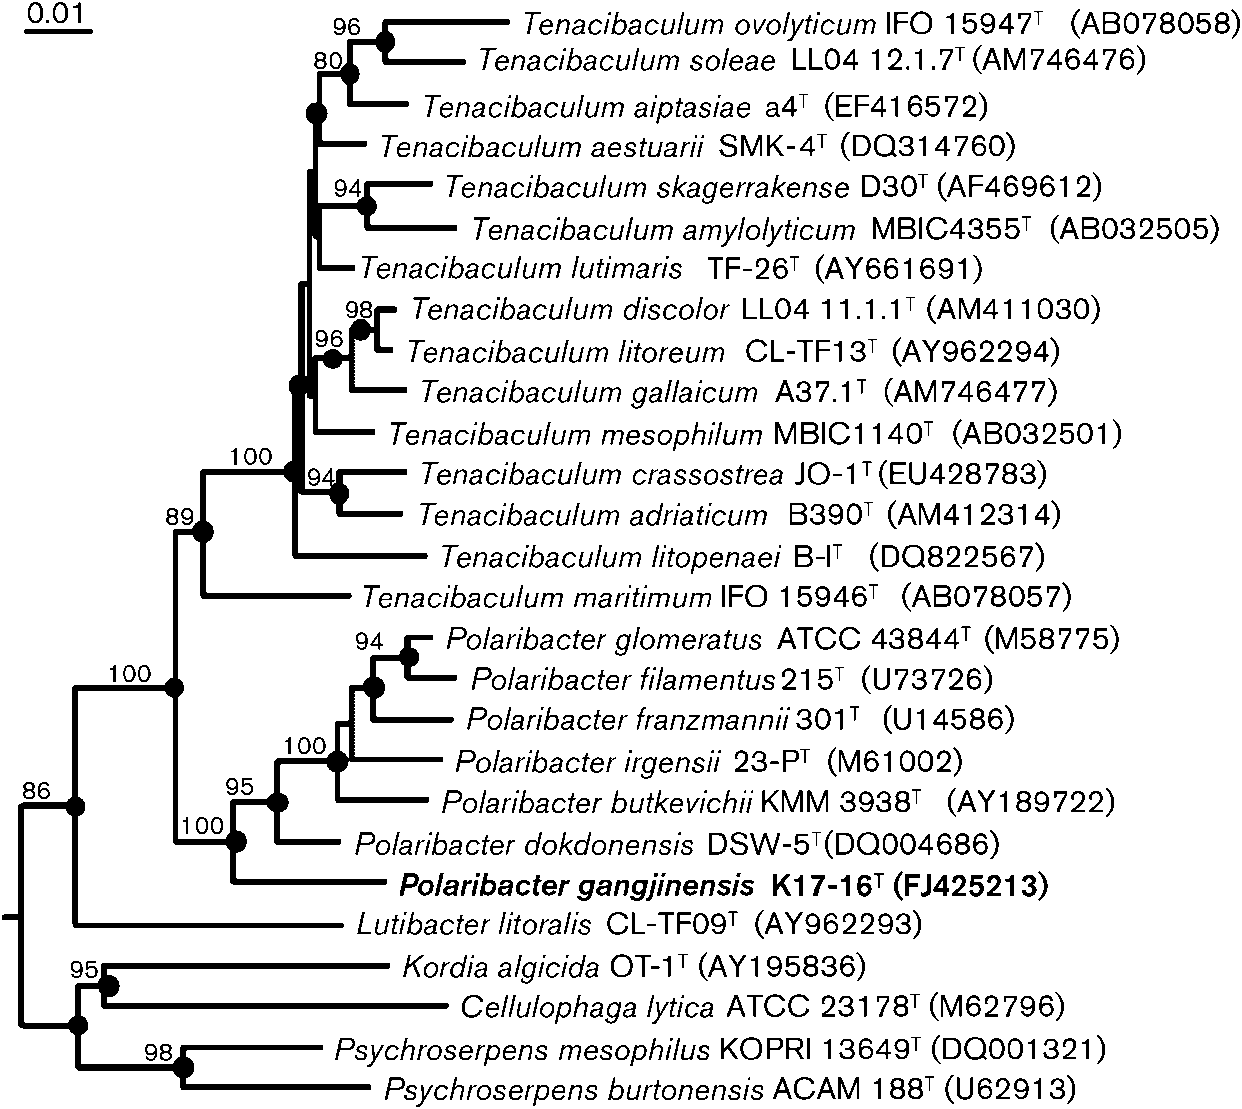 0.01
96
Tenacibaculum ovolyticum IFO 15947T (AB078058)
Tenacibaculum soleae LL04 12.1.7T (AM746476)
80
Tenacibaculum aiptasiae a4T (EF416572)
Tenacibaculum aestuarii SMK-4T (DQ314760)
94
Tenacibaculum skagerrakense D30T (AF469612)
Tenacibaculum amylolyticum MBIC4355T (AB032505)
Tenacibaculum lutimaris TF-26T (AY661691)
98
Tenacibaculum discolor LL04 11.1.1T (AM411030)
96
Tenacibaculum litoreum CL-TF13T (AY962294)
Tenacibaculum gallaicum A37.1T (AM746477)
Tenacibaculum mesophilum MBIC1140T (AB032501)
100
94
Tenacibaculum crassostrea JO-1T (EU428783)
Tenacibaculum adriaticum B390T (AM412314)
89
Tenacibaculum litopenaei B-IT (DQ822567)
Tenacibaculum maritimum IFO 15946T (AB078057)
94
Polaribacter glomeratus ATCC 43844T (M58775)
100
Polaribacter filamentus 215T (U73726)
Polaribacter franzmannii 301T (U14586)
100
Polaribacter irgensii 23-PT (M61002)
86
95
Polaribacter butkevichii KMM 3938T (AY189722)
100
Polaribacter dokdonensis DSW-5T (DQ004686)
Polaribacter gangjinensis K17-16T (FJ425213)
Lutibacter litoralis CL-TF09T (AY962293)
95
Kordia algicida OT-1T (AY195836)
Cellulophaga lytica ATCC 23178T (M62796)
98
Psychroserpens mesophilus KOPRI 13649T (DQ001321)
Psychroserpens burtonensis ACAM 188T (U62913)